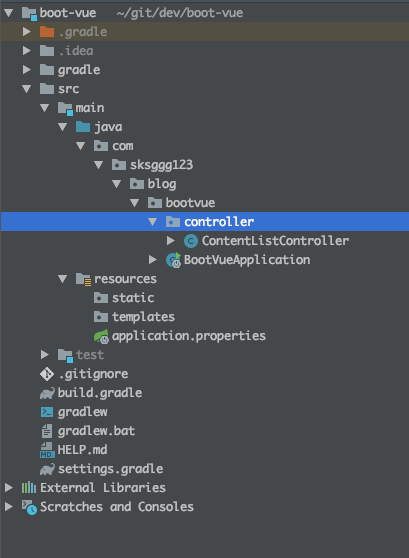 boot-vue ~/git/dev/boot-vue
.gradle
.idea
gradle
src
main
java
com
sksggg123
blog
bootvue
controller
C ContentListController
BootVueApplication
resources
static
templates
application.properties
test
.gitignore
build.gradle
gradlew
gradlew.bat
MD HELP.md
settings.gradle
External Libraries
Scratches and Consoles